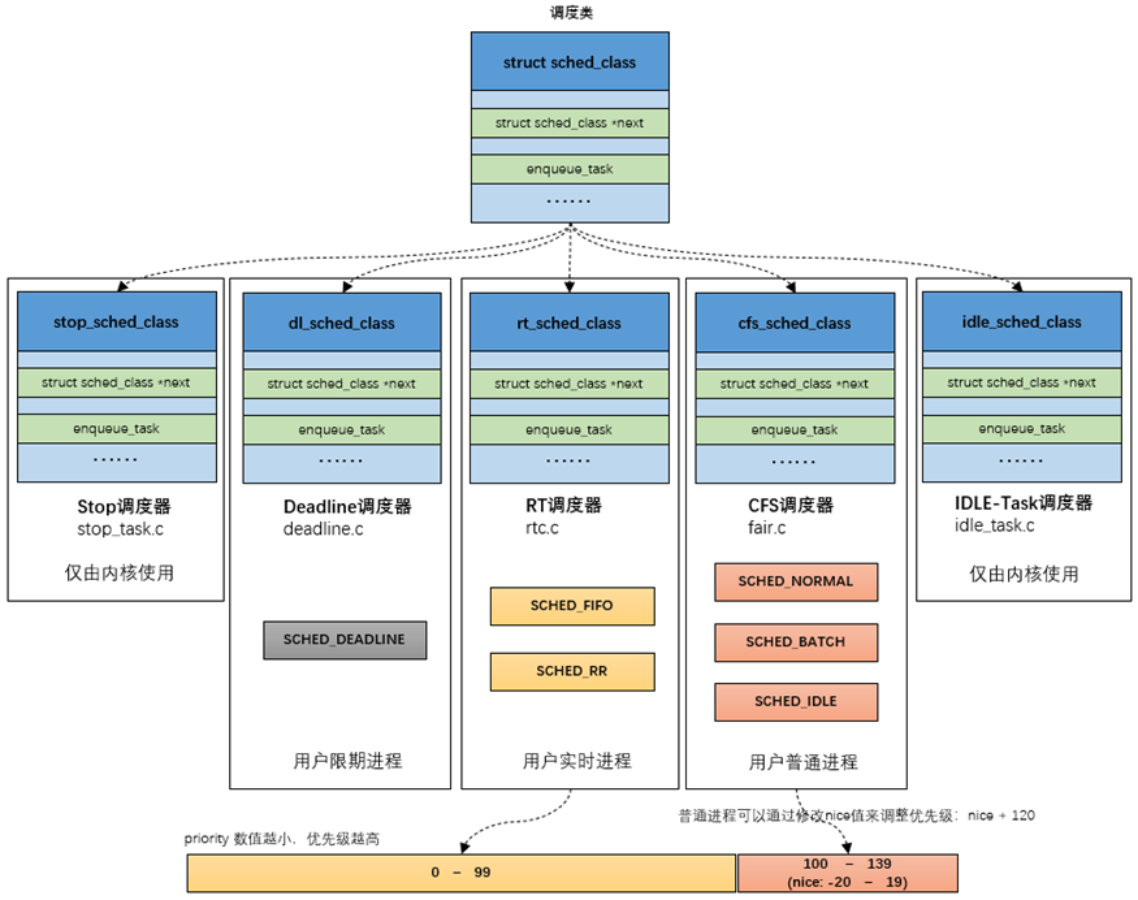 调度类
struct sched_class
struct sched_class *next
enqueue_task
······
stop_sched_class
struct sched_class *next
enqueue_task
······
Stop调度器
stop_task.c
仅由内核使用
dl_sched_class
struct sched_class *next
enqueue_task
······
Deadline调度器
deadline.c
SCHED_DEADLINE
用户限期进程
rt_sched_class
struct sched_class *next
enqueue_task
······
RT调度器
rtc.c
SCHED_FIFO
SCHED_RR
用户实时进程
cfs_sched_class
struct sched_class *next
enqueue_task
······
CFS调度器
fair.c
SCHED_NORMAL
SCHED_BATCH
SCHED_IDLE
用户普通进程
idle_sched_class
struct sched_class *next
enqueue_task
······
IDLE-Task调度器
idle_task.c
仅由内核使用
普通进程可以通过修改nice值来调整优先级：nice + 120
priority 数值越小，优先级越高
0 – 99
100 – 139
(nice: -20 – 19)